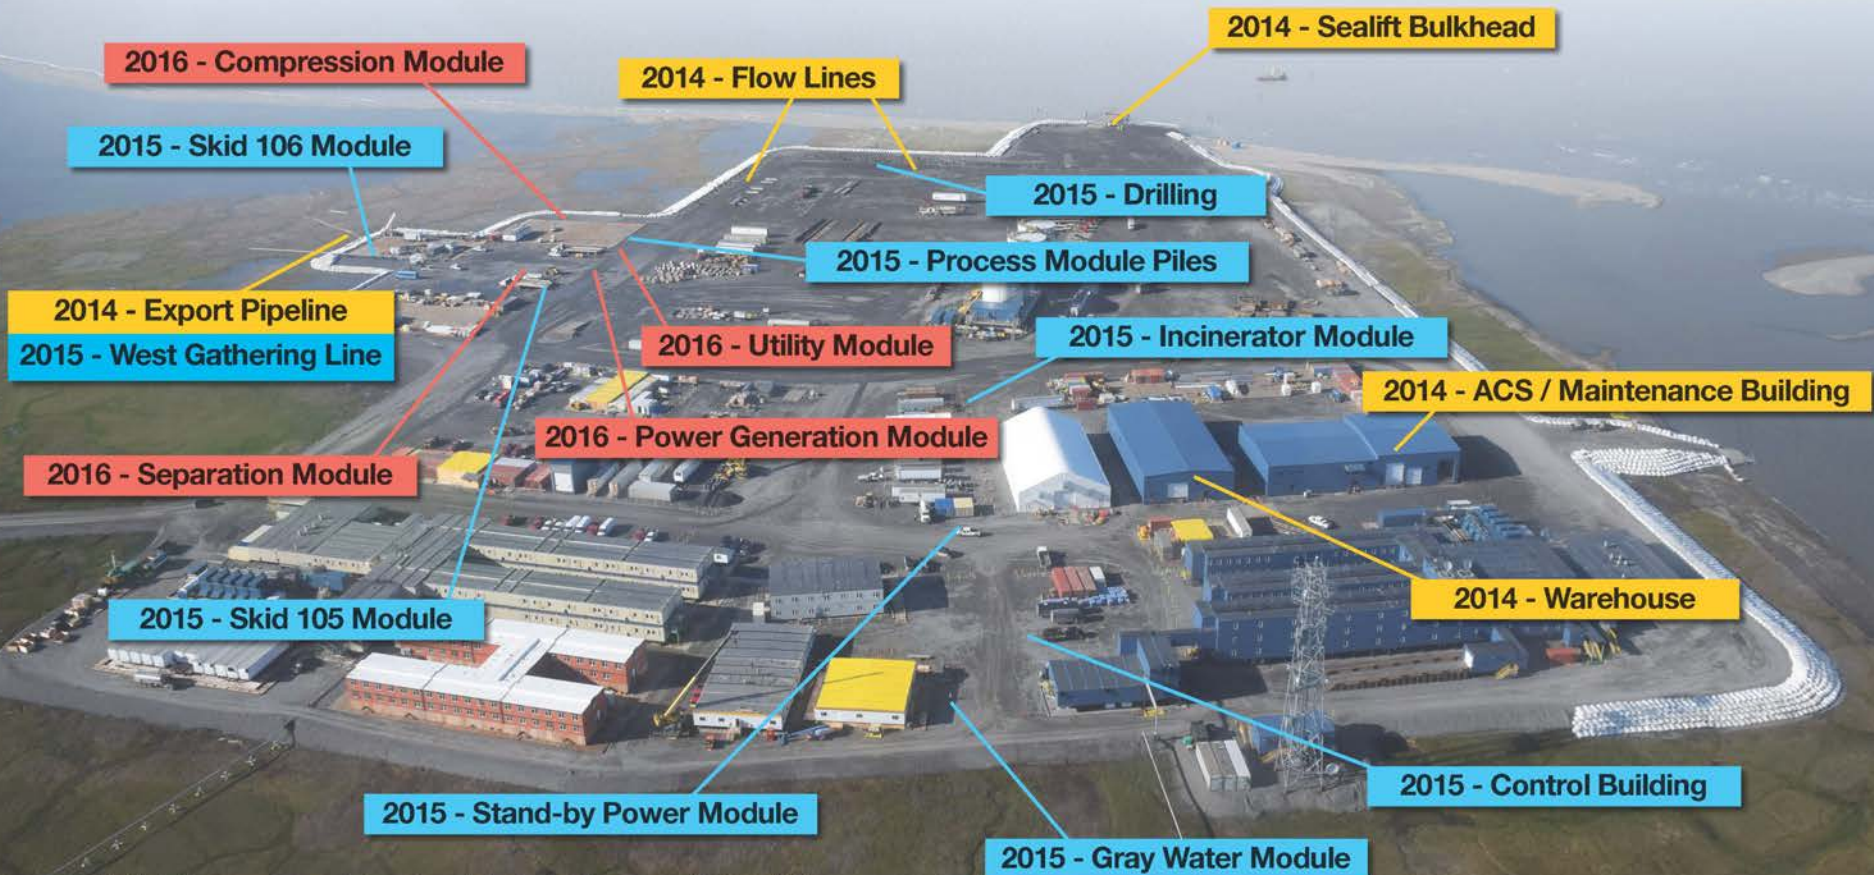 2014 - Sealift Bulkhead
2016 - Compression Module
2014 - Flow Lines
2015 - Skid 106 Module
2015 - Drilling
2015 - Process Module Piles
2014 - Export Pipeline
2015 - West Gathering Line
2016 - Utility Module
2015 - Incinerator Module
2014 - ACS / Maintenance Building
2016 - Power Generation Module
2016 - Separation Module
2014 - Warehouse
2015 - Skid 105 Module
2015 - Control Building
2015 - Stand-by Power Module
2015 - Gray Water Module